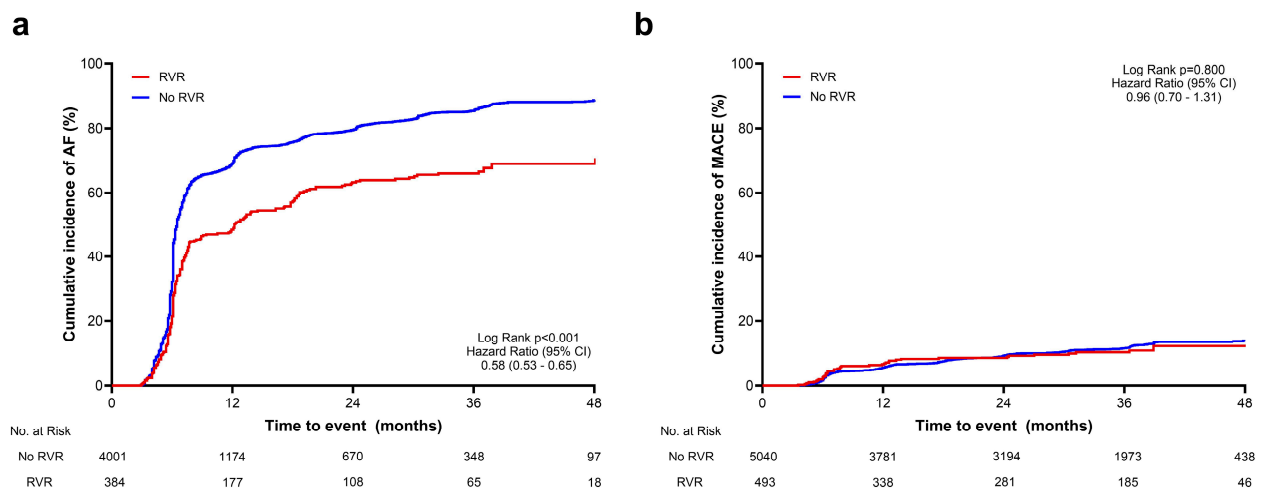 a
100
80
60
40
20
0
Cumulative incidence of AF (%)
RVR
No RVR
Log Rank p<0.001
Hazard Ratio (95% CI)
0.58 (0.53 - 0.65)
0 12 24 36 48
Time to event (months)
No. at Risk
No RVR 4001 1174 670 348 97
RVR 384 177 108 65 18
b
100
80
60
40
20
0
Cumulative incidence of MACE (%)
RVR
No RVR
Log Rank p=0.800
Hazard Ratio (95% CI)
0.96 (0.70 - 1.31)
0 12 24 36 48
Time to event (months)
No. at Risk
No RVR 5040 3781 3194 1973 438
RVR 493 338 281 185 46